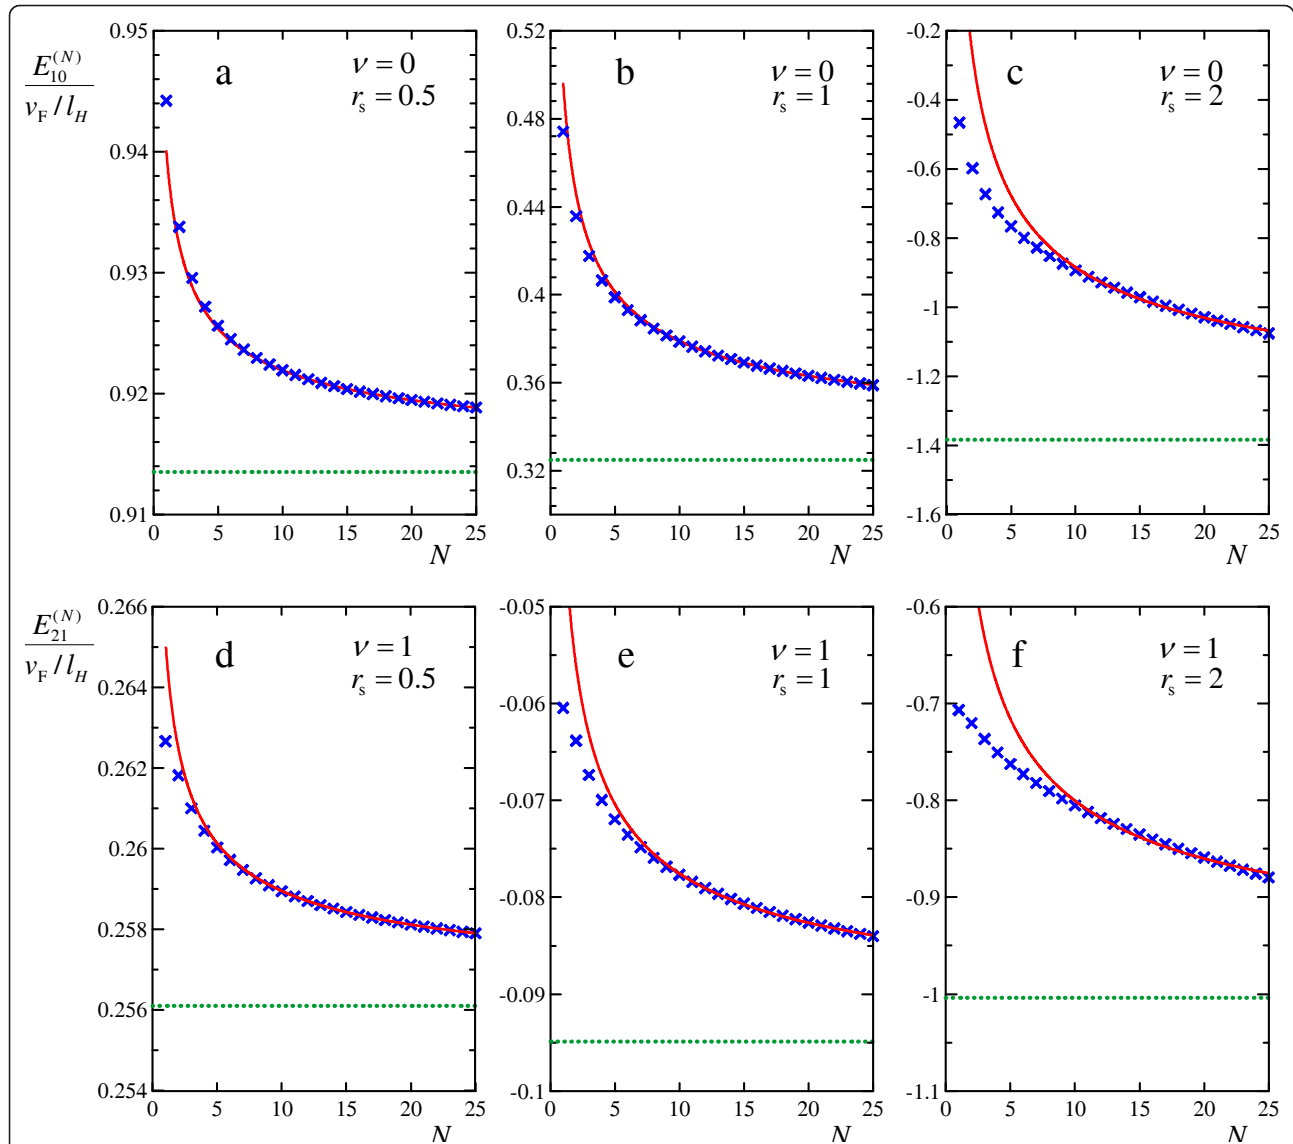 E_{10}^{(N)}
v_F / l_H
a
ν = 0
r_s = 0.5
0.95
0.94
0.93
0.92
0.91
0 5 10 15 20 25
N
b
ν = 0
r_s = 1
0.52
0.48
0.44
0.4
0.36
0.32
0 5 10 15 20 25
N
c
ν = 0
r_s = 2
-0.2
-0.4
-0.6
-0.8
-1
-1.2
-1.4
-1.6
0 5 10 15 20 25
N
E_{21}^{(N)}
v_F / l_H
d
ν = 1
r_s = 0.5
0.266
0.264
0.262
0.26
0.258
0.256
0.254
0 5 10 15 20 25
N
e
ν = 1
r_s = 1
-0.05
-0.06
-0.07
-0.08
-0.09
-0.1
0 5 10 15 20 25
N
f
ν = 1
r_s = 2
-0.6
-0.7
-0.8
-0.9
-1
-1.1
0 5 10 15 20 25
N